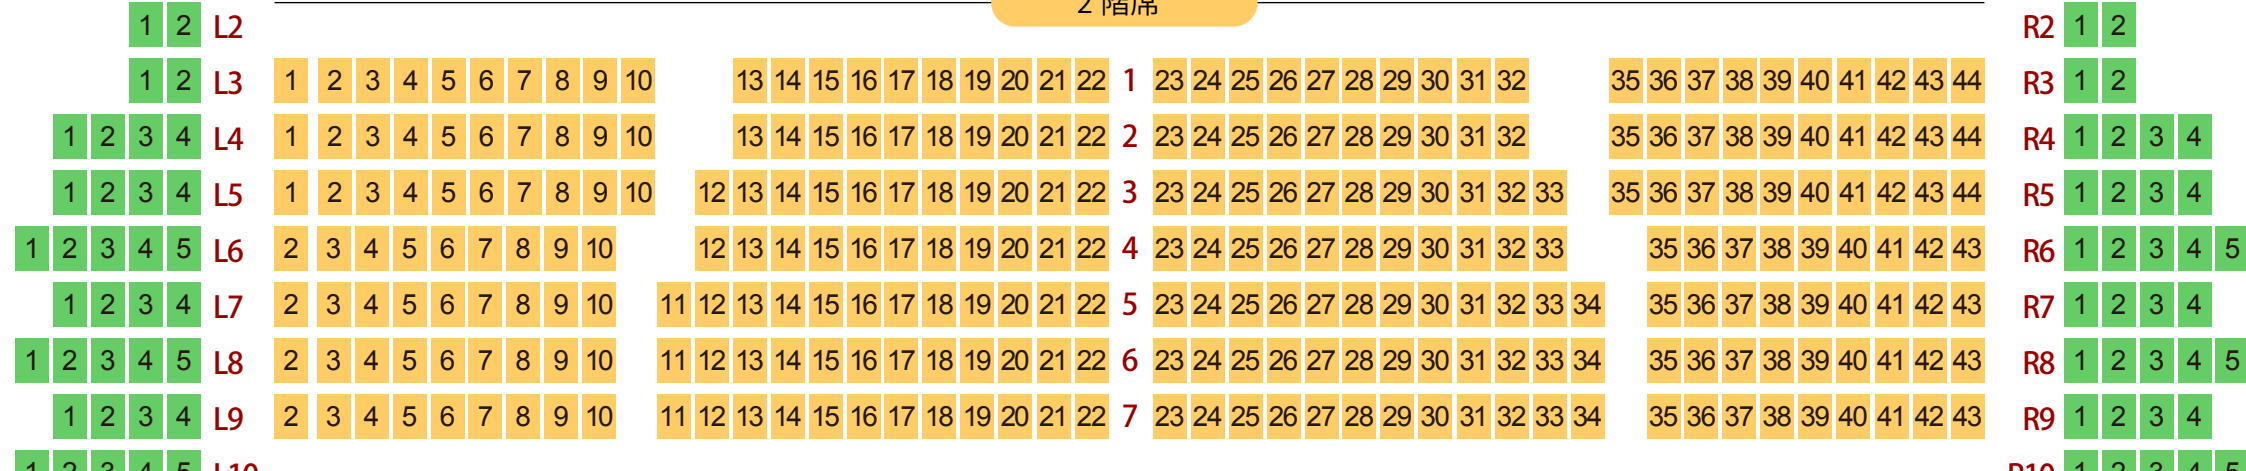 2 階席
1 2 L2 R2 1 2
1 2 L3 1 2 3 4 5 6 7 8 9 10 13 14 15 16 17 18 19 20 21 22 1 23 24 25 26 27 28 29 30 31 32 35 36 37 38 39 40 41 42 43 44 R3 1 2
1 2 3 4 L4 1 2 3 4 5 6 7 8 9 10 13 14 15 16 17 18 19 20 21 22 2 23 24 25 26 27 28 29 30 31 32 35 36 37 38 39 40 41 42 43 44 R4 1 2 3 4
1 2 3 4 L5 1 2 3 4 5 6 7 8 9 10 12 13 14 15 16 17 18 19 20 21 22 3 23 24 25 26 27 28 29 30 31 32 33 35 36 37 38 39 40 41 42 43 44 R5 1 2 3 4
1 2 3 4 5 L6 2 3 4 5 6 7 8 9 10 12 13 14 15 16 17 18 19 20 21 22 4 23 24 25 26 27 28 29 30 31 32 33 35 36 37 38 39 40 41 42 43 R6 1 2 3 4 5
1 2 3 4 L7 2 3 4 5 6 7 8 9 10 11 12 13 14 15 16 17 18 19 20 21 22 5 23 24 25 26 27 28 29 30 31 32 33 34 35 36 37 38 39 40 41 42 43 R7 1 2 3 4
1 2 3 4 5 L8 2 3 4 5 6 7 8 9 10 11 12 13 14 15 16 17 18 19 20 21 22 6 23 24 25 26 27 28 29 30 31 32 33 34 35 36 37 38 39 40 41 42 43 R8 1 2 3 4 5
1 2 3 4 L9 2 3 4 5 6 7 8 9 10 11 12 13 14 15 16 17 18 19 20 21 22 7 23 24 25 26 27 28 29 30 31 32 33 34 35 36 37 38 39 40 41 42 43 R9 1 2 3 4
1 2 3 4 5 L10 R10 1 2 3 4 5